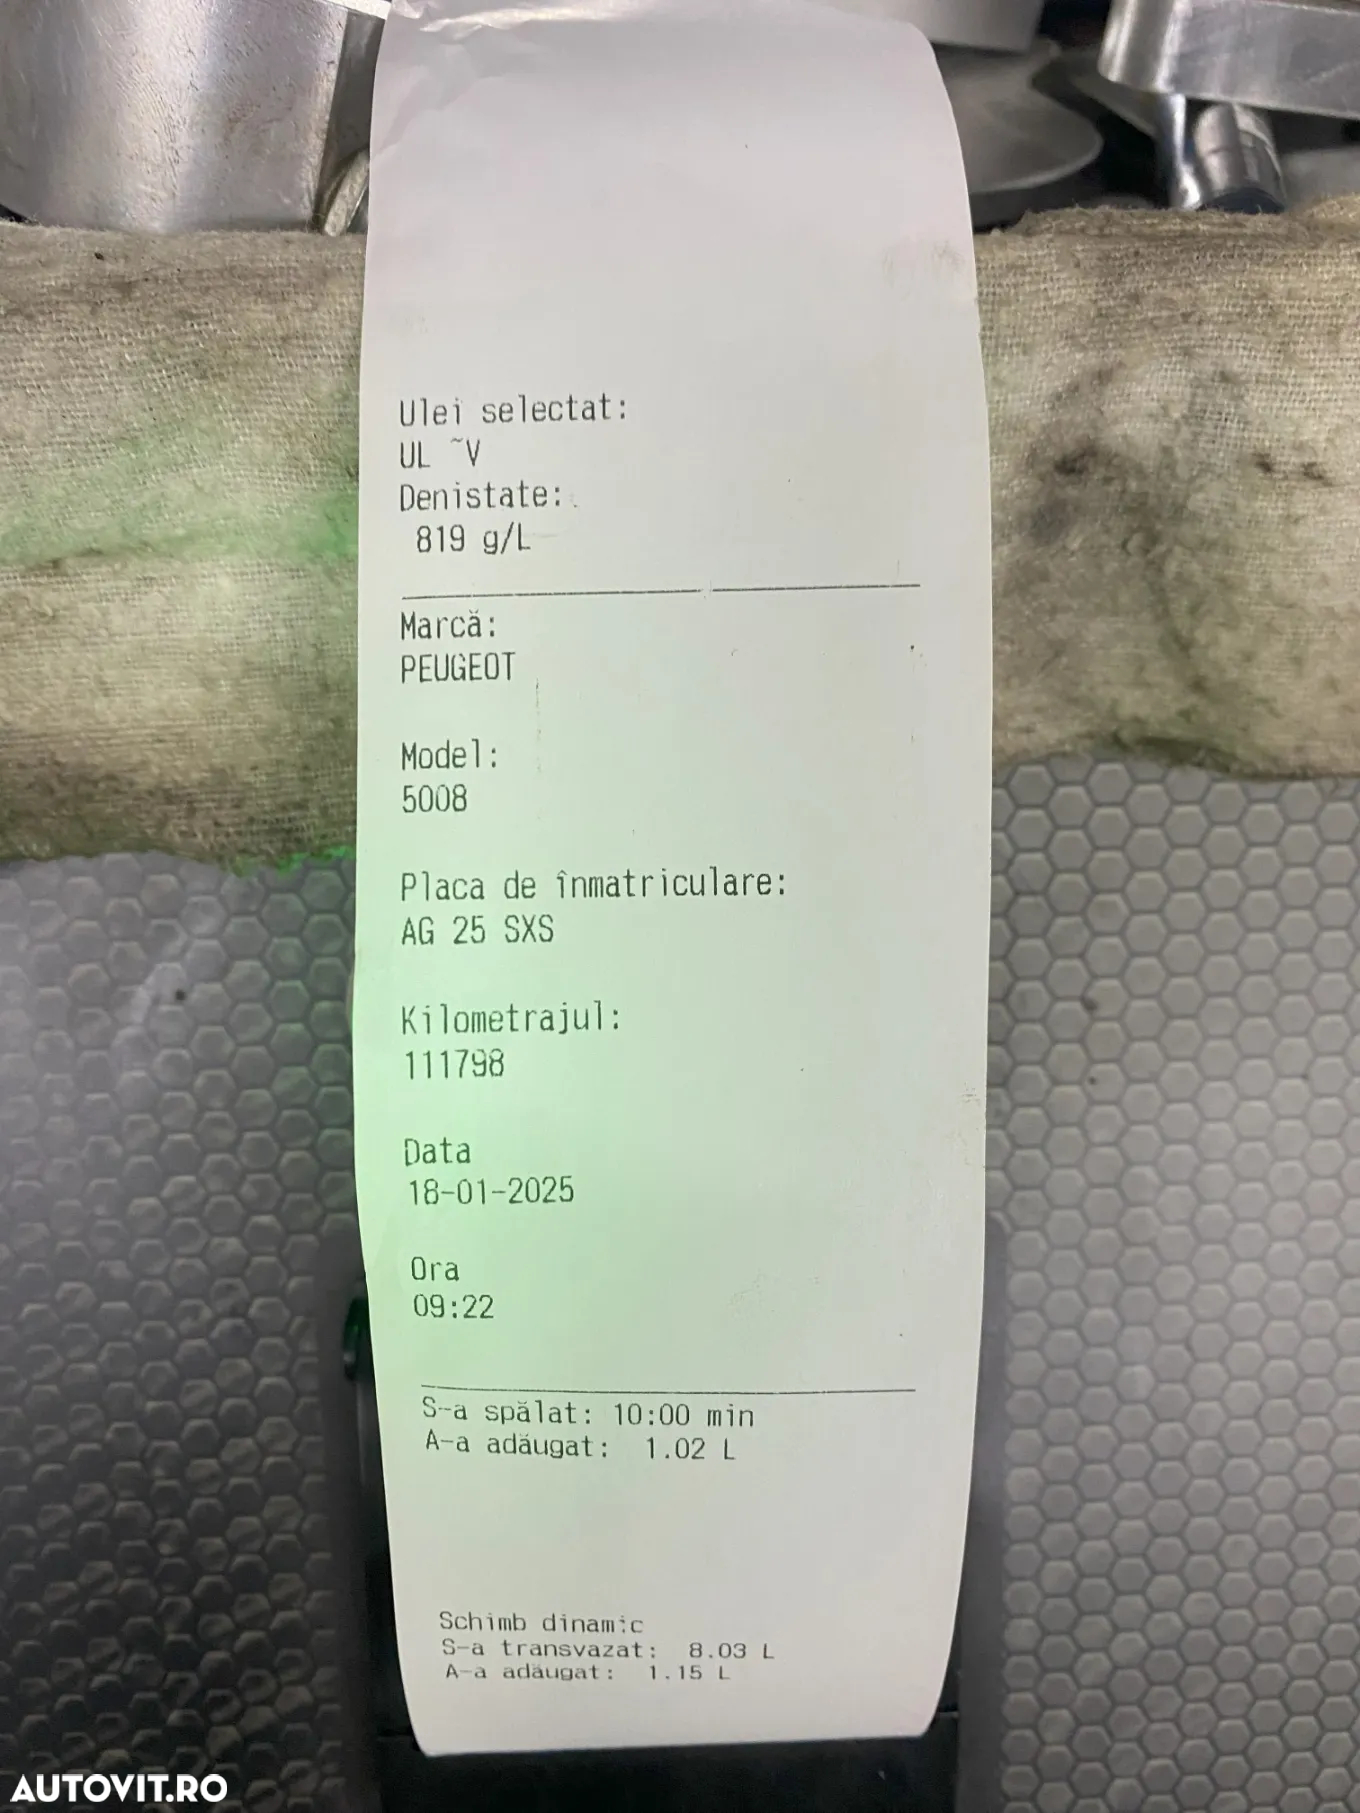 Ulei selectat:
UL ~V
Denistate:
819 g/L
Marcă:
PEUGEOT
Model:
5008
Placa de înmatriculare:
AG 25 SXS
Kilometrajul:
111798
Data
18-01-2025
Ora
09:22
S-a spălat: 10:00 min
A-a adăugat: 1.02 L
Schimb dinamic
S-a transvazat: 8.03 L
A-a adăugat: 1.15 L
AUTOVIT.RO